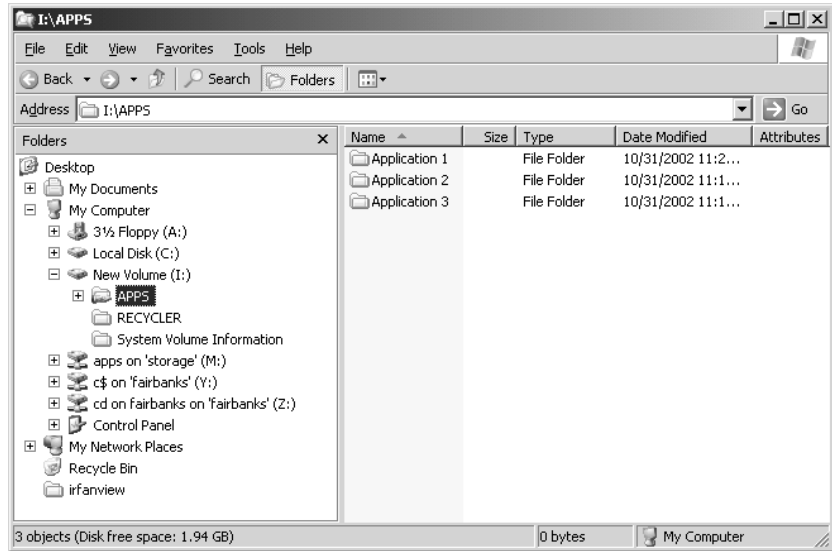 I:\APPS
File Edit View Favorites Tools Help
Back Search Folders
Address I:\APPS Go
Folders x
Desktop
My Documents
My Computer
3½ Floppy (A:)
Local Disk (C:)
New Volume (I:)
APPS
RECYCLER
System Volume Information
apps on 'storage' (M:)
c$ on 'fairbanks' (Y:)
cd on fairbanks on 'fairbanks' (Z:)
Control Panel
My Network Places
Recycle Bin
irfanview
Name Size Type Date Modified Attributes
Application 1 File Folder 10/31/2002 11:2...
Application 2 File Folder 10/31/2002 11:1...
Application 3 File Folder 10/31/2002 11:1...
3 objects (Disk free space: 1.94 GB) 0 bytes My Computer